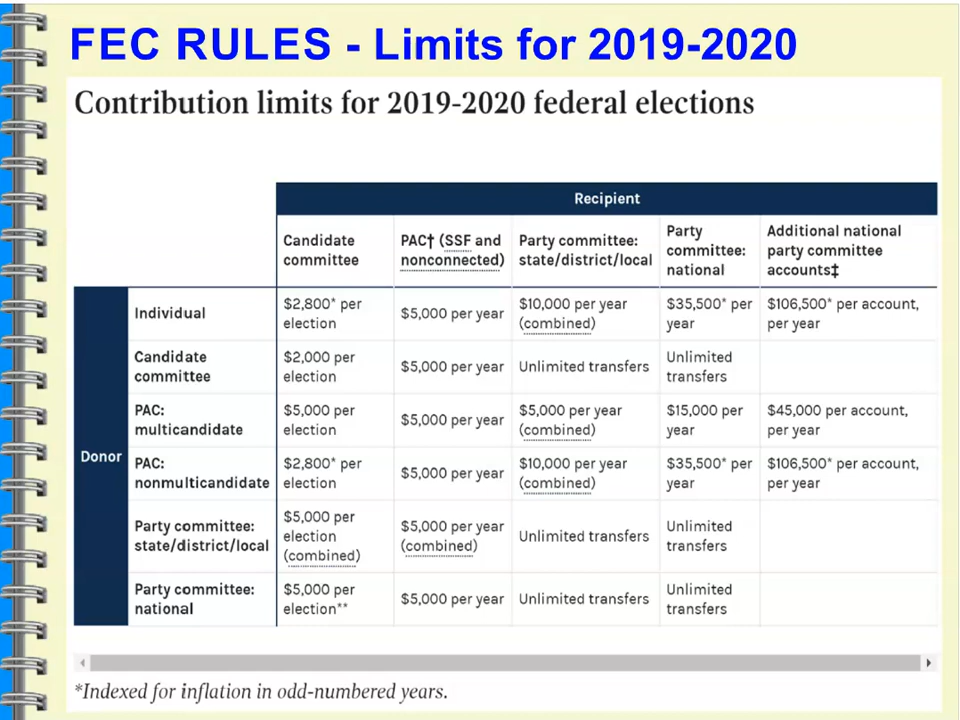 FEC RULES - Limits for 2019-2020
Contribution limits for 2019-2020 federal elections
Recipient
Candidate committee
PAC† (SSF and nonconnected)
Party committee: state/district/local
Party committee: national
Additional national party committee accounts‡
Donor
Individual
$2,800* per election
$5,000 per year
$10,000 per year (combined)
$35,500* per year
$106,500* per account, per year
Candidate committee
$2,000 per election
$5,000 per year
Unlimited transfers
Unlimited transfers
PAC: multicandidate
$5,000 per election
$5,000 per year
$5,000 per year (combined)
$15,000 per year
$45,000 per account, per year
PAC: nonmulticandidate
$2,800* per election
$5,000 per year
$10,000 per year (combined)
$35,500* per year
$106,500* per account, per year
Party committee: state/district/local
$5,000 per election (combined)
$5,000 per year (combined)
Unlimited transfers
Unlimited transfers
Party committee: national
$5,000 per election**
$5,000 per year
Unlimited transfers
Unlimited transfers
*Indexed for inflation in odd-numbered years.